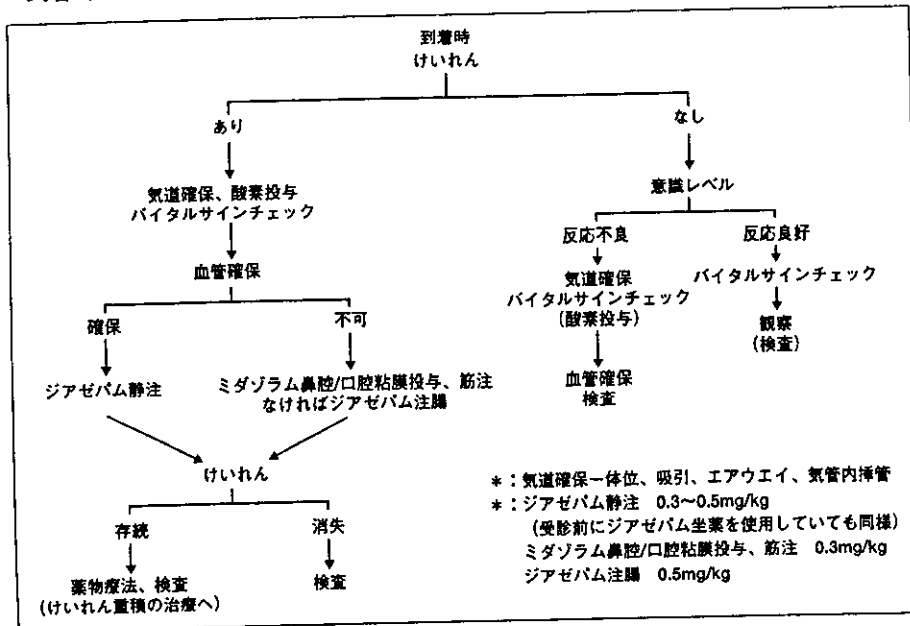 到着時
けいれん
あり
なし
気道確保、酸素投与
バイタルサインチェック
意識レベル
反応不良
反応良好
血管確保
気道確保
バイタルサインチェック
(酸素投与)
バイタルサインチェック
確保
不可
観察
(検査)
ジアゼパム静注
ミダゾラム鼻腔/口腔粘膜投与、筋注
なければジアゼパム注腸
血管確保
検査
けいれん
存続
消失
薬物療法、検査
(けいれん重積の治療へ)
検査
*:気道確保ー体位、吸引、エアウエイ、気管内挿管
*:ジアゼパム静注 0.3〜0.5mg/kg
(受診前にジアゼパム坐薬を使用していても同様)
ミダゾラム鼻腔/口腔粘膜投与、筋注 0.3mg/kg
ジアゼパム注腸 0.5mg/kg